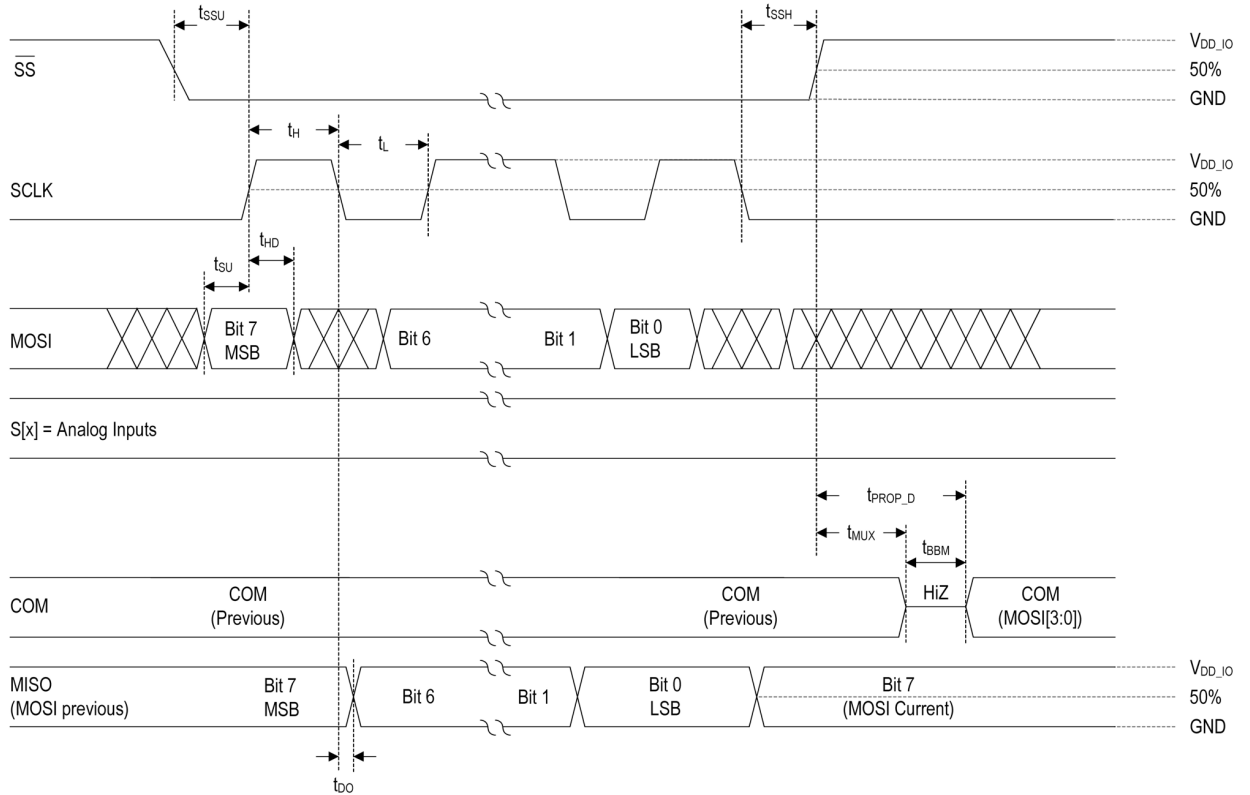 tSSU
tSSH
SS
VDD_IO
50%
GND
tH
tL
SCLK
VDD_IO
50%
GND
tSU
tHD
MOSI
Bit 7
MSB
Bit 6
Bit 1
Bit 0
LSB
S[x] = Analog Inputs
tPROP_D
tMUX
tBBM
COM
COM
(Previous)
COM
(Previous)
HiZ
COM
(MOSI[3:0])
MISO
(MOSI previous)
Bit 7
MSB
Bit 6
Bit 1
Bit 0
LSB
Bit 7
(MOSI Current)
VDD_IO
50%
GND
tDO